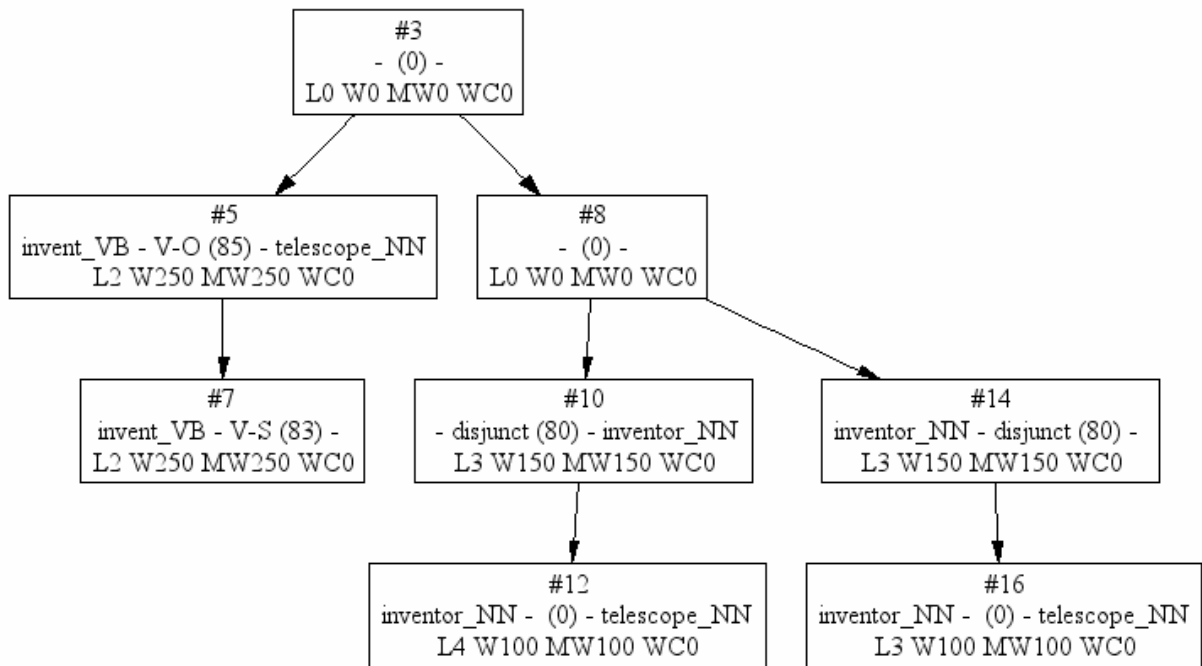 #3
- (0) -
L0 W0 MW0 WC0
#5
invent_VB - V-O (85) - telescope_NN
L2 W250 MW250 WC0
#8
- (0) -
L0 W0 MW0 WC0
#7
invent_VB - V-S (83) -
L2 W250 MW250 WC0
#10
- disjunct (80) - inventor_NN
L3 W150 MW150 WC0
#14
inventor_NN - disjunct (80) -
L3 W150 MW150 WC0
#12
inventor_NN - (0) - telescope_NN
L4 W100 MW100 WC0
#16
inventor_NN - (0) - telescope_NN
L3 W100 MW100 WC0